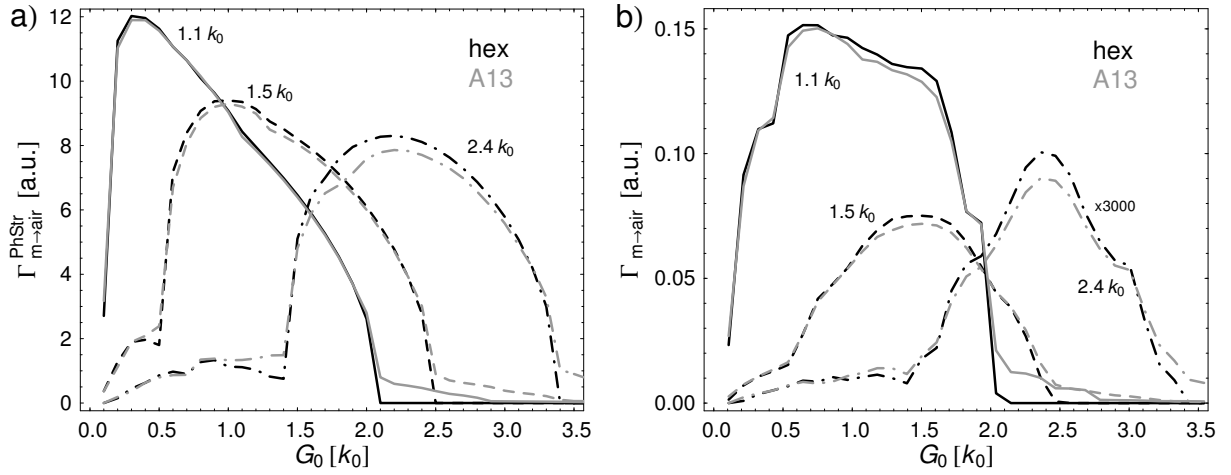 a)
12
10
8
6
4
2
0
Γ PhStr m→air [a.u.]
1.1 k0
1.5 k0
2.4 k0
hex
A13
0.0 0.5 1.0 1.5 2.0 2.5 3.0 3.5
G0 [k0]
b)
0.15
0.10
0.05
0.00
Γ m→air [a.u.]
1.1 k0
1.5 k0
x3000
2.4 k0
hex
A13
0.0 0.5 1.0 1.5 2.0 2.5 3.0 3.5
G0 [k0]